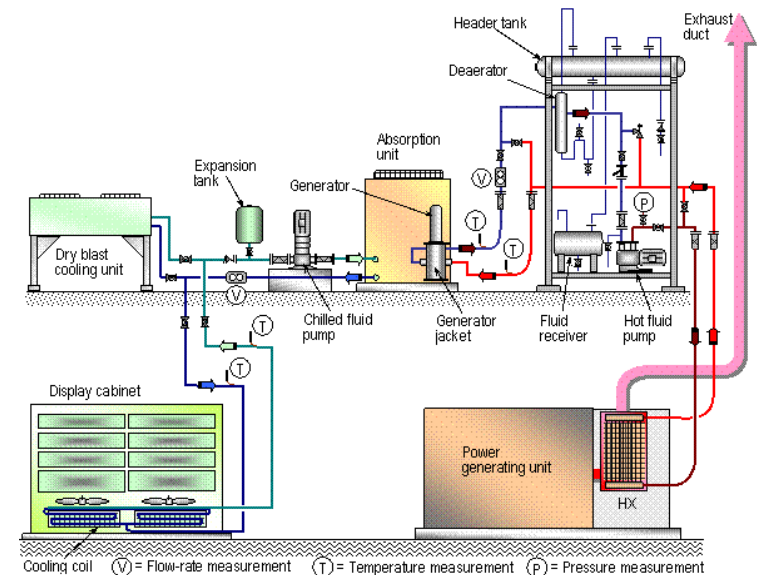 Header tank
Exhaust
duct
Deaerator
Absorption
unit
Expansion
tank
Generator
V
T
T
P
Dry blast
cooling unit
V
Chilled fluid
pump
Generator
jacket
Fluid
receiver
Hot fluid
pump
T
T
Display cabinet
Power
generating unit
HX
Cooling coil
V = Flow-rate measurement
T = Temperature measurement
P = Pressure measurement